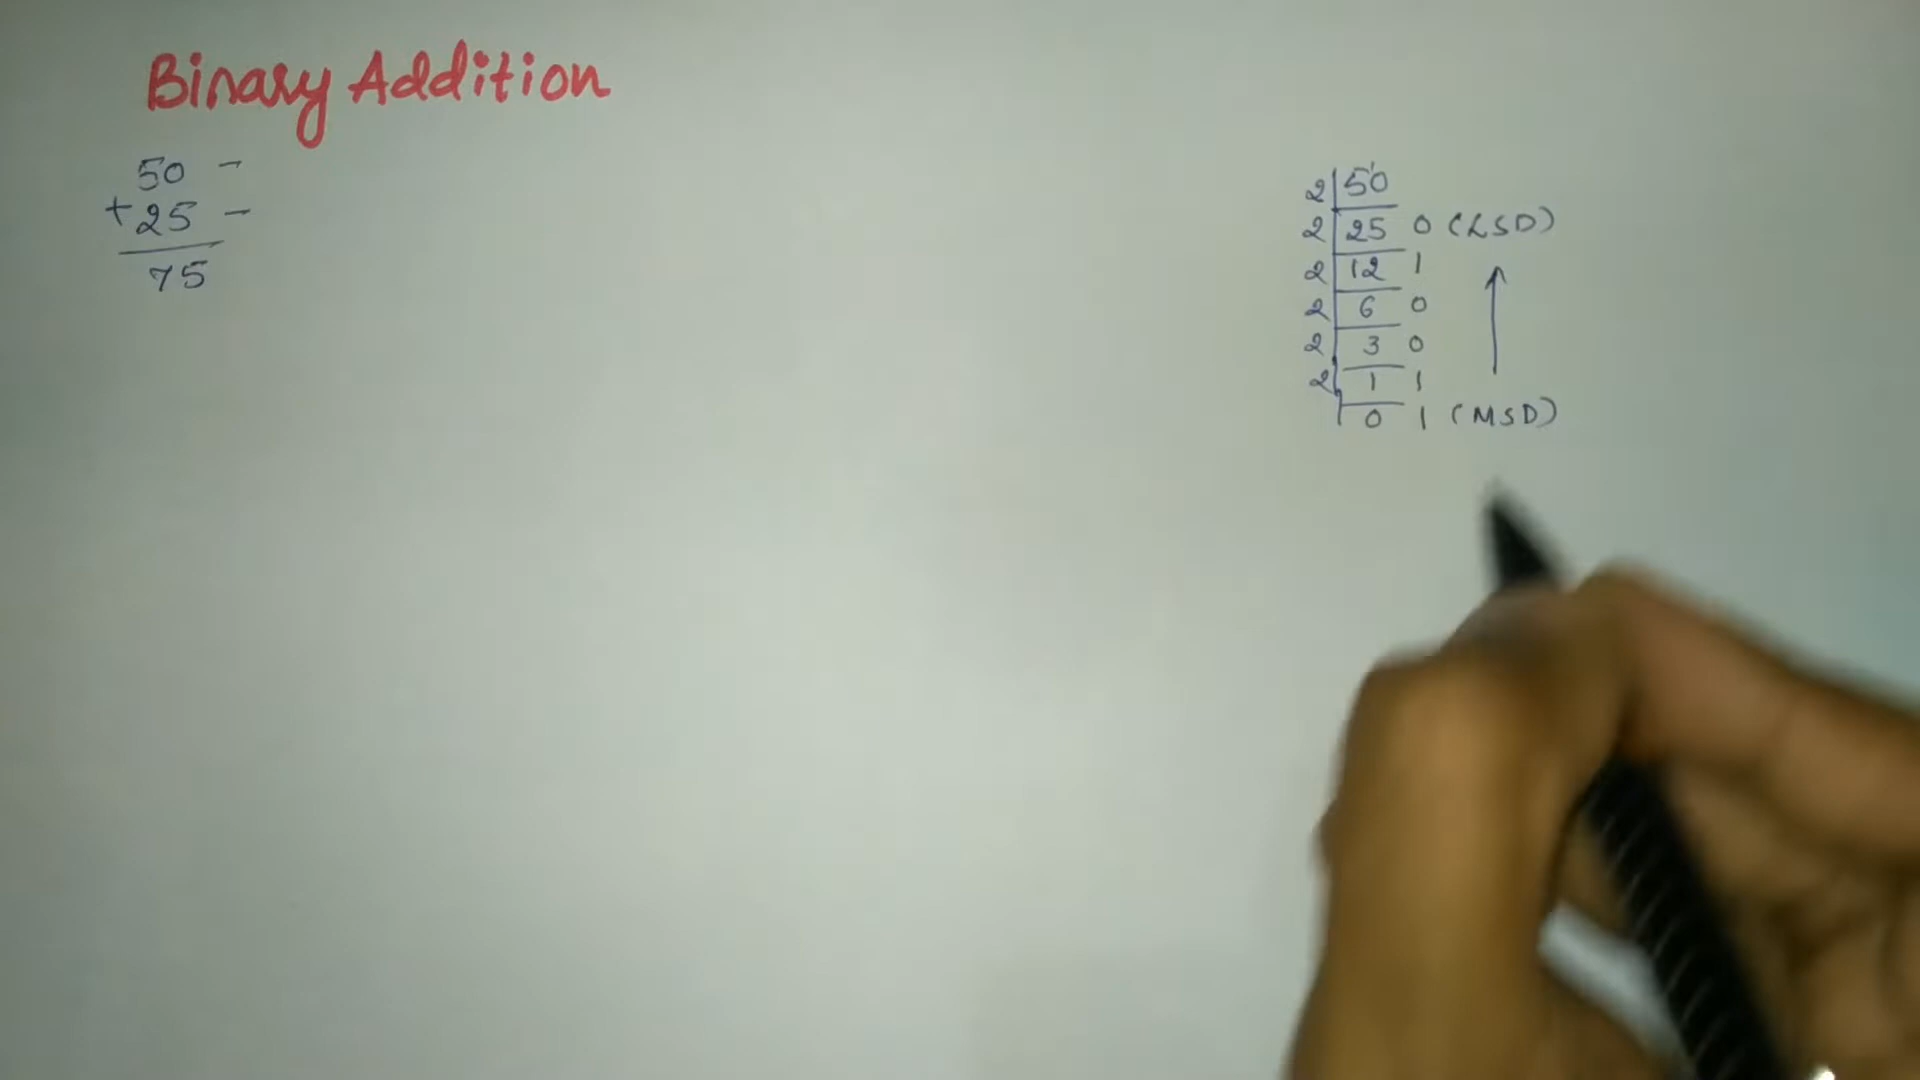 Binary Addition
50 -
+ 25 -
75
2 | 50
2 | 25 0 (LSD)
2 | 12 1
2 | 6 0
2 | 3 0
2 | 1 1
0 1 (MSD)